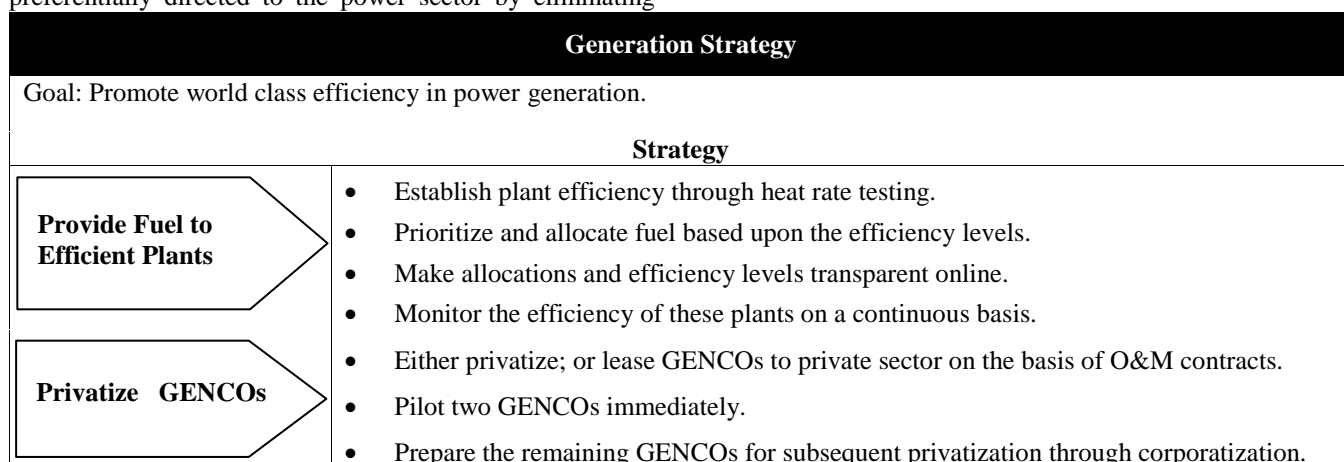 preferentially directed to the power sector by eliminating
Generation Strategy
Goal: Promote world class efficiency in power generation.
Strategy
Provide Fuel to
Efficient Plants
• Establish plant efficiency through heat rate testing.
• Prioritize and allocate fuel based upon the efficiency levels.
• Make allocations and efficiency levels transparent online.
• Monitor the efficiency of these plants on a continuous basis.
Privatize GENCOs
• Either privatize; or lease GENCOs to private sector on the basis of O&M contracts.
• Pilot two GENCOs immediately.
• Prepare the remaining GENCOs for subsequent privatization through corporatization.